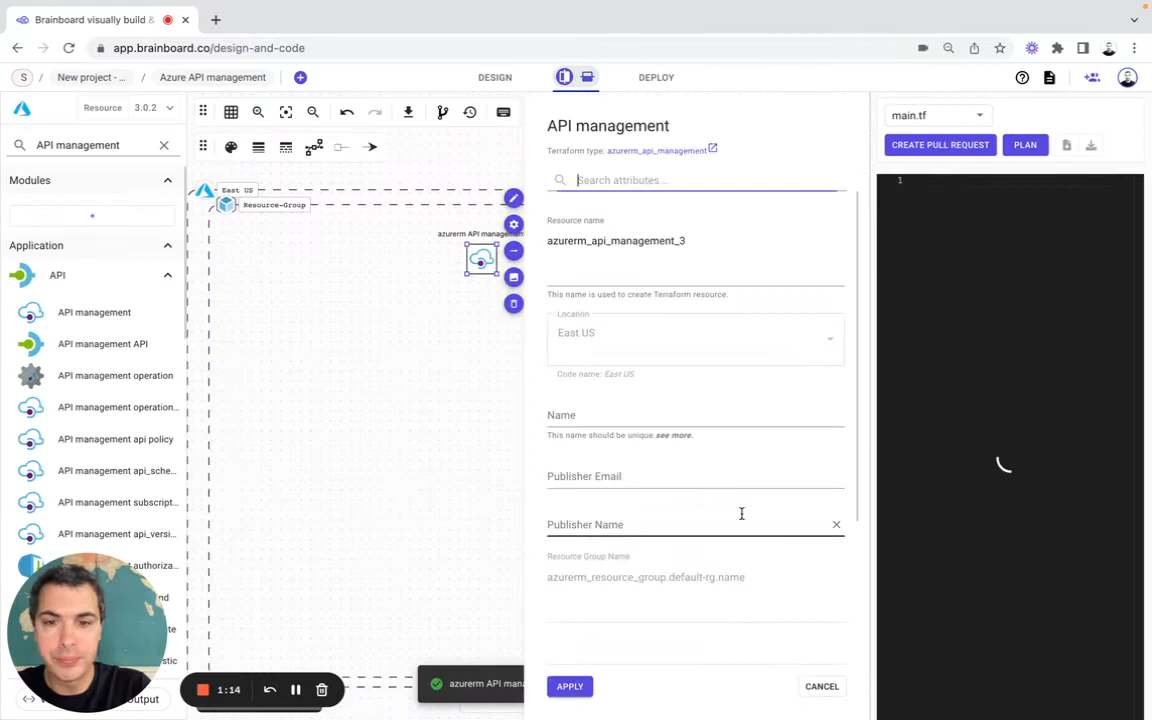 Brainboard visually build &
app.brainboard.co/design-and-code
S / New project - ... / Azure API management
DESIGN
DEPLOY
Resource 3.0.2
API management
Modules
+
Application
API
API management
API management API
API management operation
API management operation...
API management api policy
API management api_sche...
API management subscript...
API management api_versi...
East US
Resource-Group
azurerm API management
1:14
azurerm API mana
API management
Terraform type: azurerm_api_management
Search attributes...
Resource name
azurerm_api_management_3
This name is used to create Terraform resource.
Location
East US
Code name: East US
Name
This name should be unique.see more.
Publisher Email
Publisher Name
Resource Group Name
azurerm_resource_group.default-rg.name
APPLY
CANCEL
main.tf
CREATE PULL REQUEST
PLAN
1